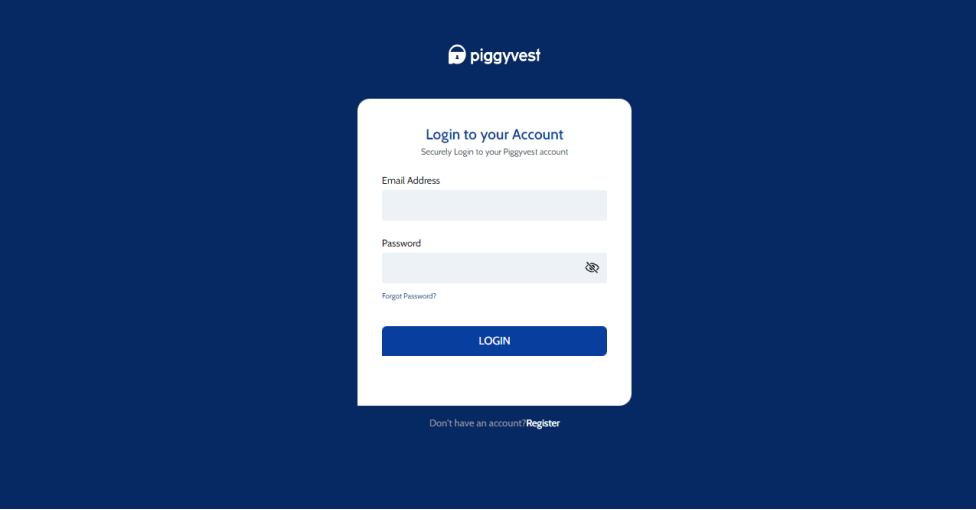 piggyvest
Login to your Account
Securely Login to your Piggyvest account
Email Address
Password
Forgot Password?
LOGIN
Don't have an account?Register